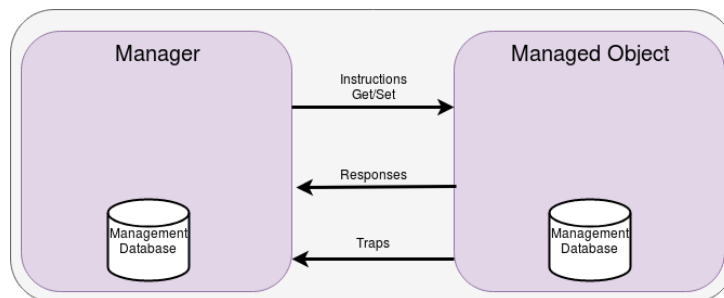 Manager
Managed Object
Instructions
Get/Set
Responses
Traps
Management
Database
Management
Database